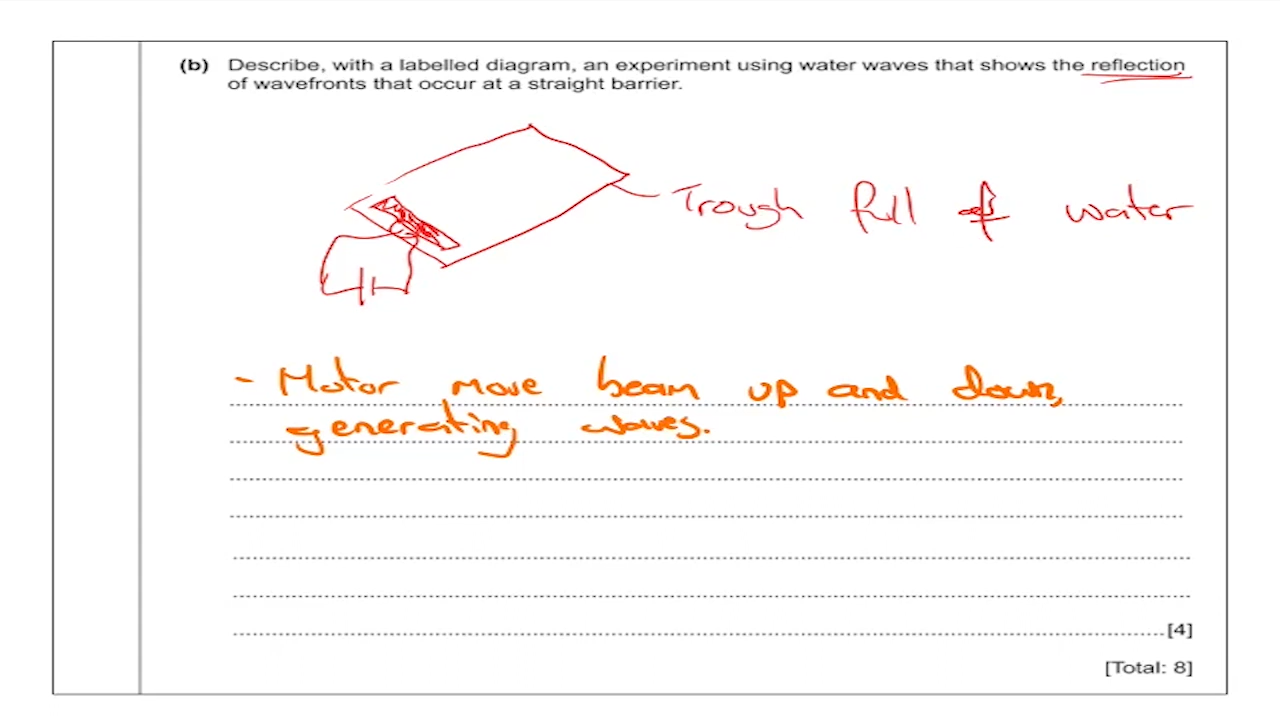 (b) Describe, with a labelled diagram, an experiment using water waves that shows the reflection
of wavefronts that occur at a straight barrier.
Trough full of water
- Motor move beam up and down,
generating waves.
[4]
[Total: 8]